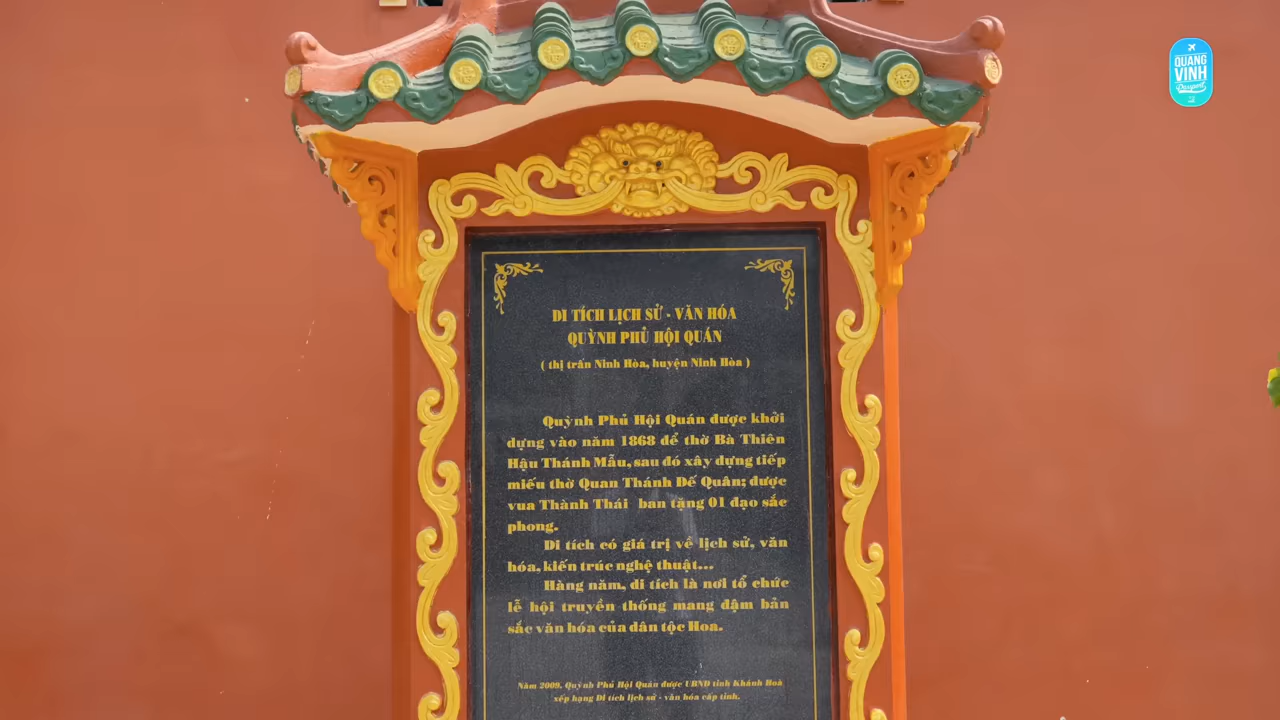 QUANG
VINH
Passport
DI TÍCH LỊCH SỬ - VĂN HÓA
QUỲNH PHỦ HỘI QUÁN
( thị trấn Ninh Hòa, huyện Ninh Hòa )
Quỳnh Phủ Hội Quán được khởi
dựng vào năm 1868 để thờ Bà Thiên
Hậu Thánh Mẫu, sau đó xây dựng tiếp
miếu thờ Quan Thánh Đế Quân; được
vua Thành Thái ban tặng 01 đạo sắc
phong.
Di tích có giá trị về lịch sử, văn
hóa, kiến trúc nghệ thuật...
Hàng năm, di tích là nơi tổ chức
lễ hội truyền thống mang đậm bản
sắc văn hóa của dân tộc Hoa.
Năm 2009, Quỳnh Phủ Hội Quán được UBND tỉnh Khánh Hoà
xếp hạng Di tích lịch sử - văn hóa cấp tỉnh.